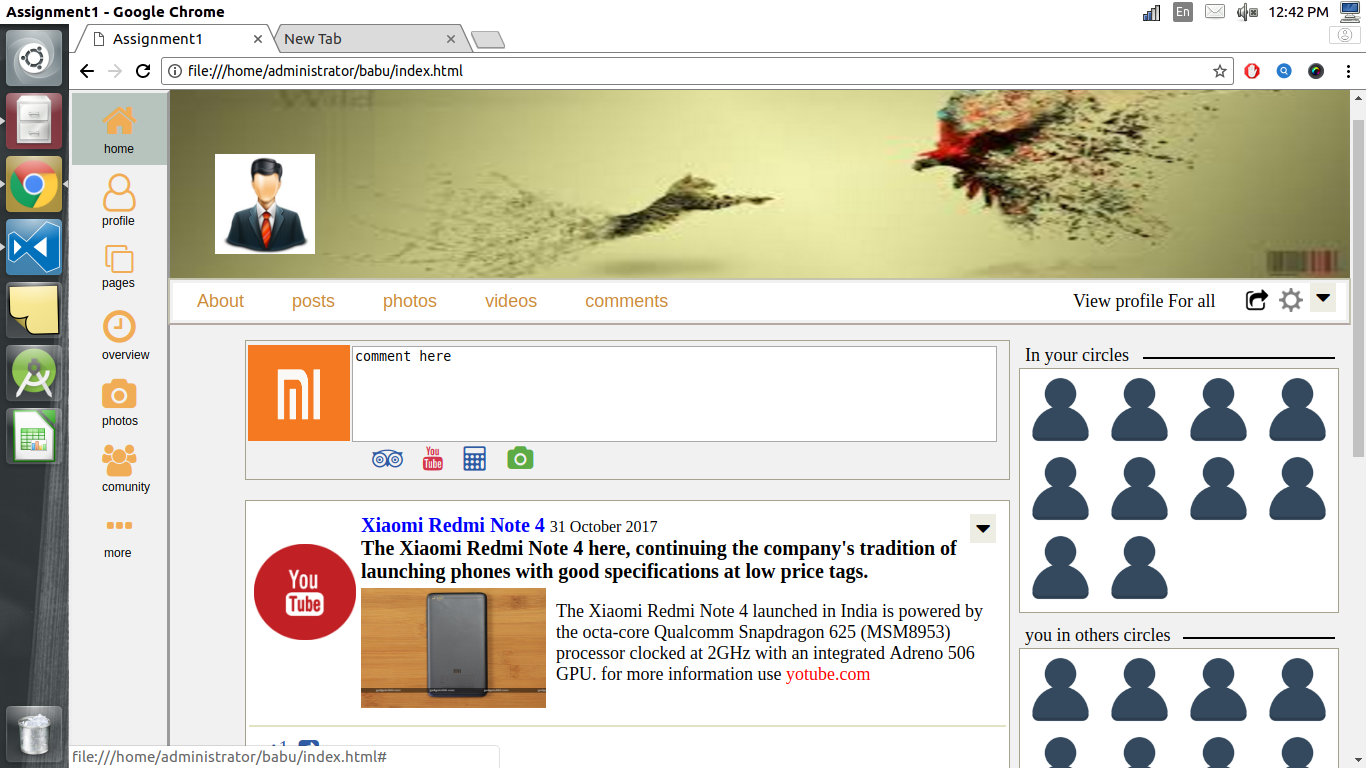 Assignment1 - Google Chrome
En
12:42 PM
Assignment1
New Tab
file:///home/administrator/babu/index.html
home
profile
pages
overview
photos
comunity
more
Wild
About posts photos videos comments
View profile For all
comment here
You
Tube
In your circles
Xiaomi Redmi Note 4 31 October 2017
The Xiaomi Redmi Note 4 here, continuing the company's tradition of
launching phones with good specifications at low price tags.
You
Tube
The Xiaomi Redmi Note 4 launched in India is powered by
the octa-core Qualcomm Snapdragon 625 (MSM8953)
processor clocked at 2GHz with an integrated Adreno 506
GPU. for more information use yotube.com
you in others circles
file:///home/administrator/babu/index.html#